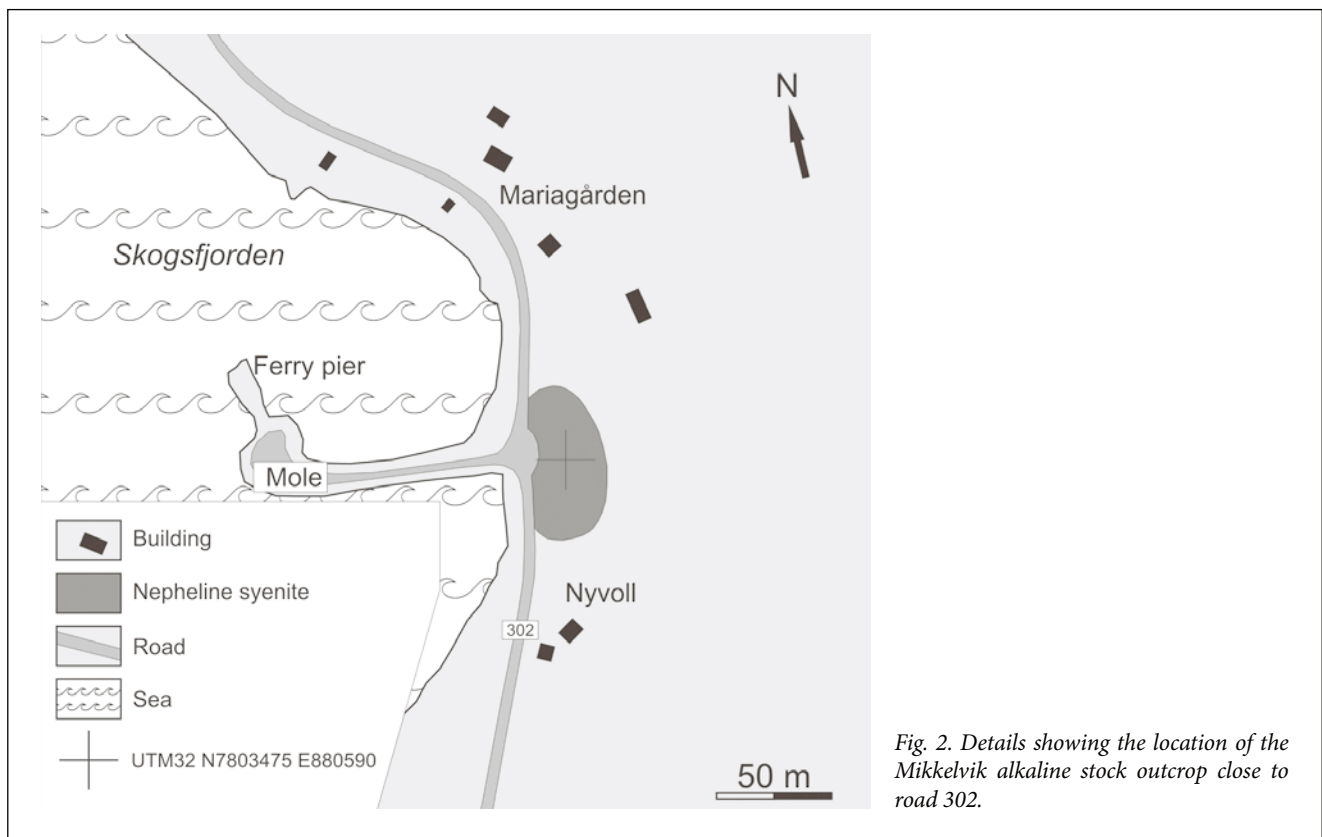 N
Mariagården
Skogsfjorden
Ferry pier
Mole
Building
Nepheline syenite
Nyvoll
302
Road
Sea
UTM32 N7803475 E880590
50 m
Fig. 2. Details showing the location of the
Mikkelvik alkaline stock outcrop close to
road 302.